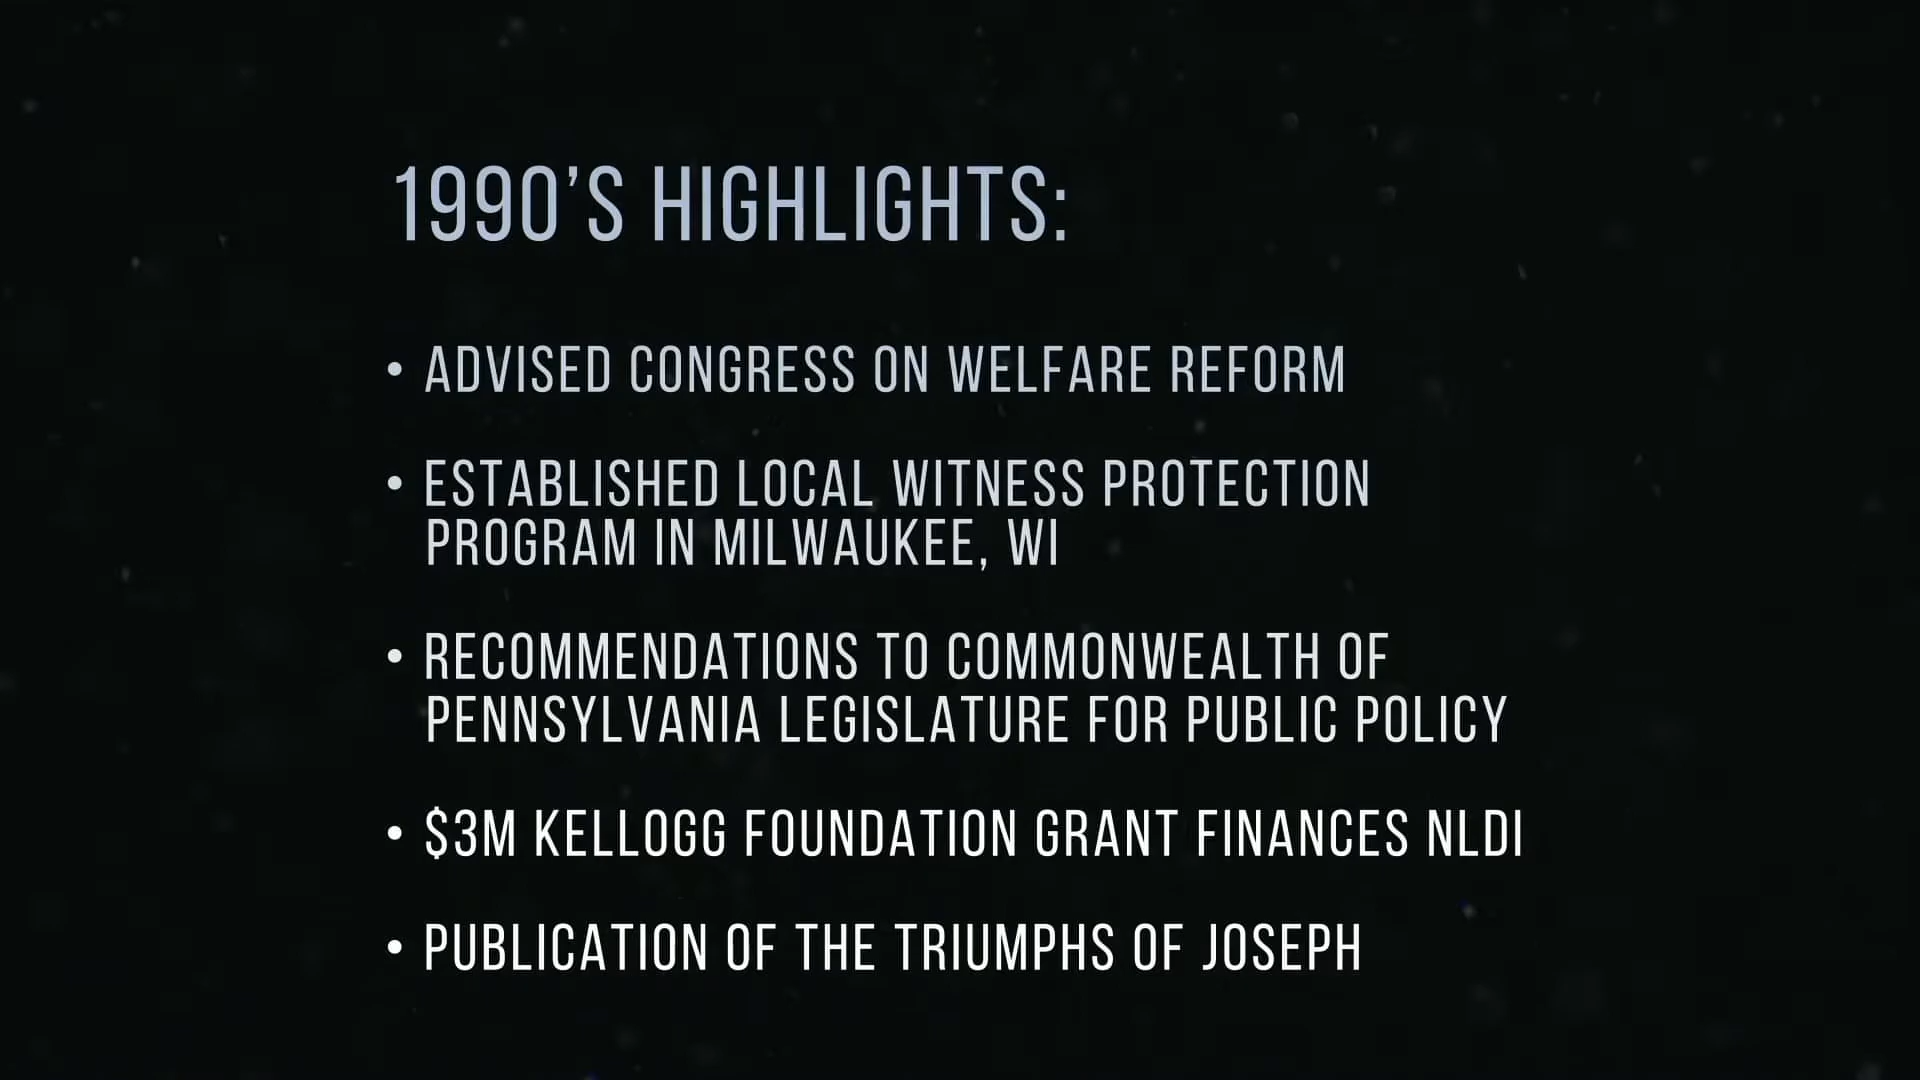 1990’S HIGHLIGHTS:
• ADVISED CONGRESS ON WELFARE REFORM
• ESTABLISHED LOCAL WITNESS PROTECTION
PROGRAM IN MILWAUKEE, WI
• RECOMMENDATIONS TO COMMONWEALTH OF
PENNSYLVANIA LEGISLATURE FOR PUBLIC POLICY
• $3M KELLOGG FOUNDATION GRANT FINANCES NLDI
• PUBLICATION OF THE TRIUMPHS OF JOSEPH